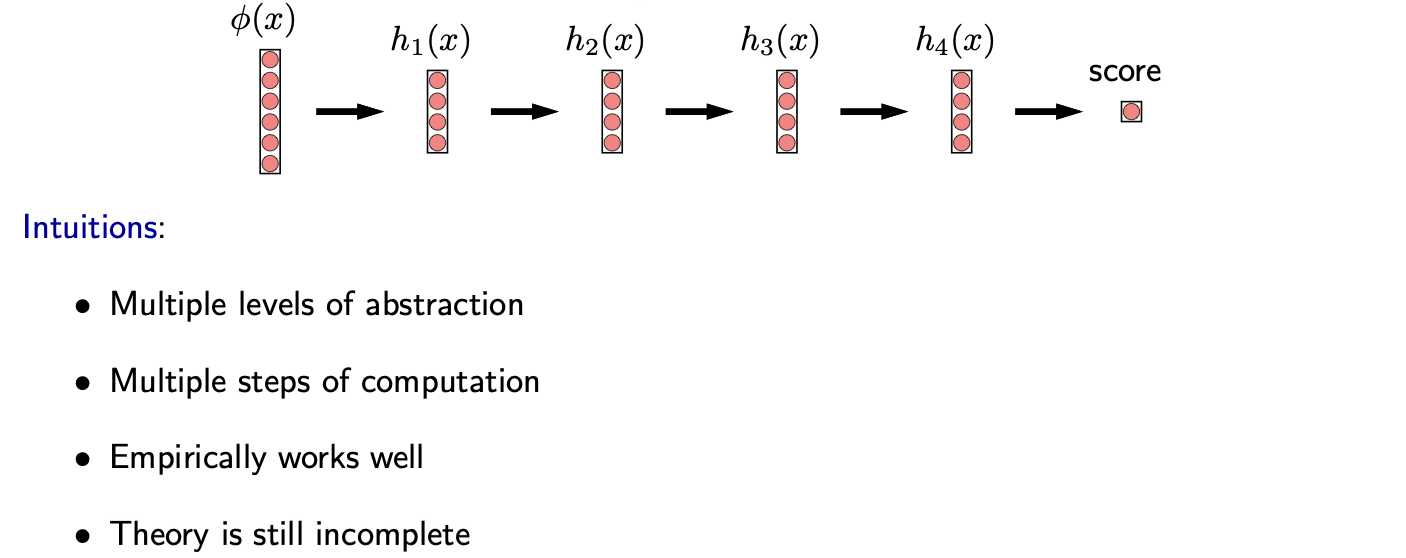 ϕ(x)
h₁(x) h₂(x) h₃(x) h₄(x)
score
Intuitions:
• Multiple levels of abstraction
• Multiple steps of computation
• Empirically works well
• Theory is still incomplete